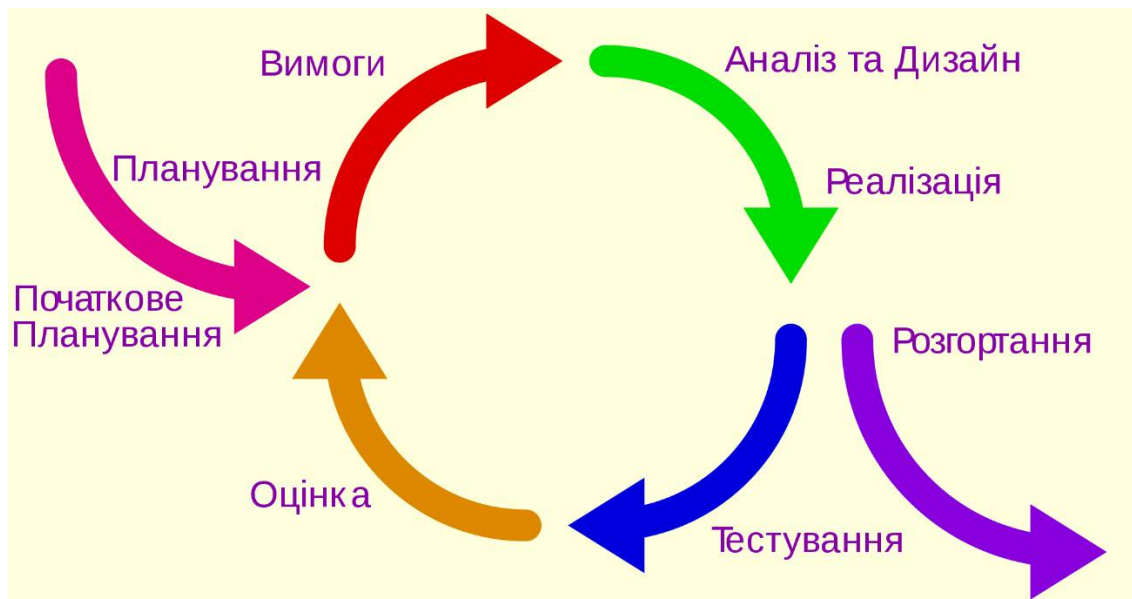 Вимоги
Аналіз та Дизайн
Планування
Реалізація
Початкове
Планування
Розгортання
Оцінка
Тестування